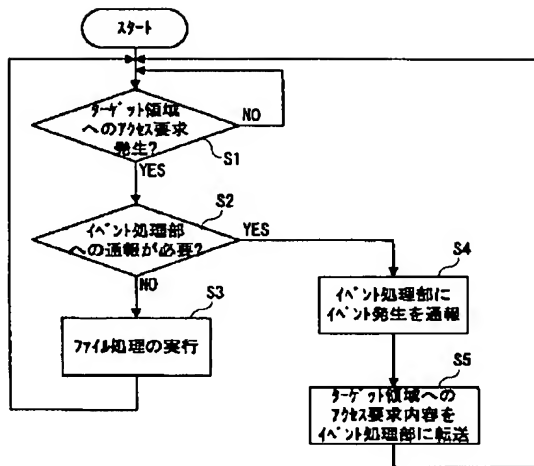 スタート
ターゲット領域
へのアクセス要求
発生?
NO
S1
YES
S2
イベント処理部
への通報が必要?
YES
NO
S3
ファイル処理の実行
S4
イベント処理部に
イベント発生を通報
S5
ターゲット領域への
アクセス要求内容を
イベント処理部に転送